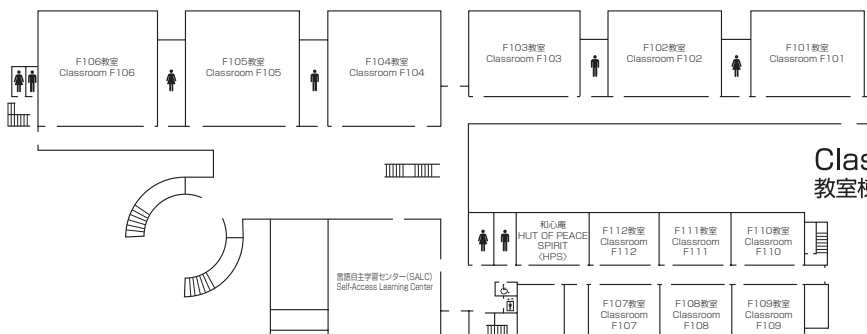 F106教室
Classroom F106
F105教室
Classroom F105
F104教室
Classroom F104
F103教室
Classroom F103
F102教室
Classroom F102
F101教室
Classroom F101
Clas
教室棟
和心庵
HUT OF PEACE
SPIRIT
〈HPS〉
F112教室
Classroom
F112
F111教室
Classroom
F111
F110教室
Classroom
F110
言語自主学習センター(SALC)
Self-Access Learning Center
F107教室
Classroom
F107
F108教室
Classroom
F108
F109教室
Classroom
F109